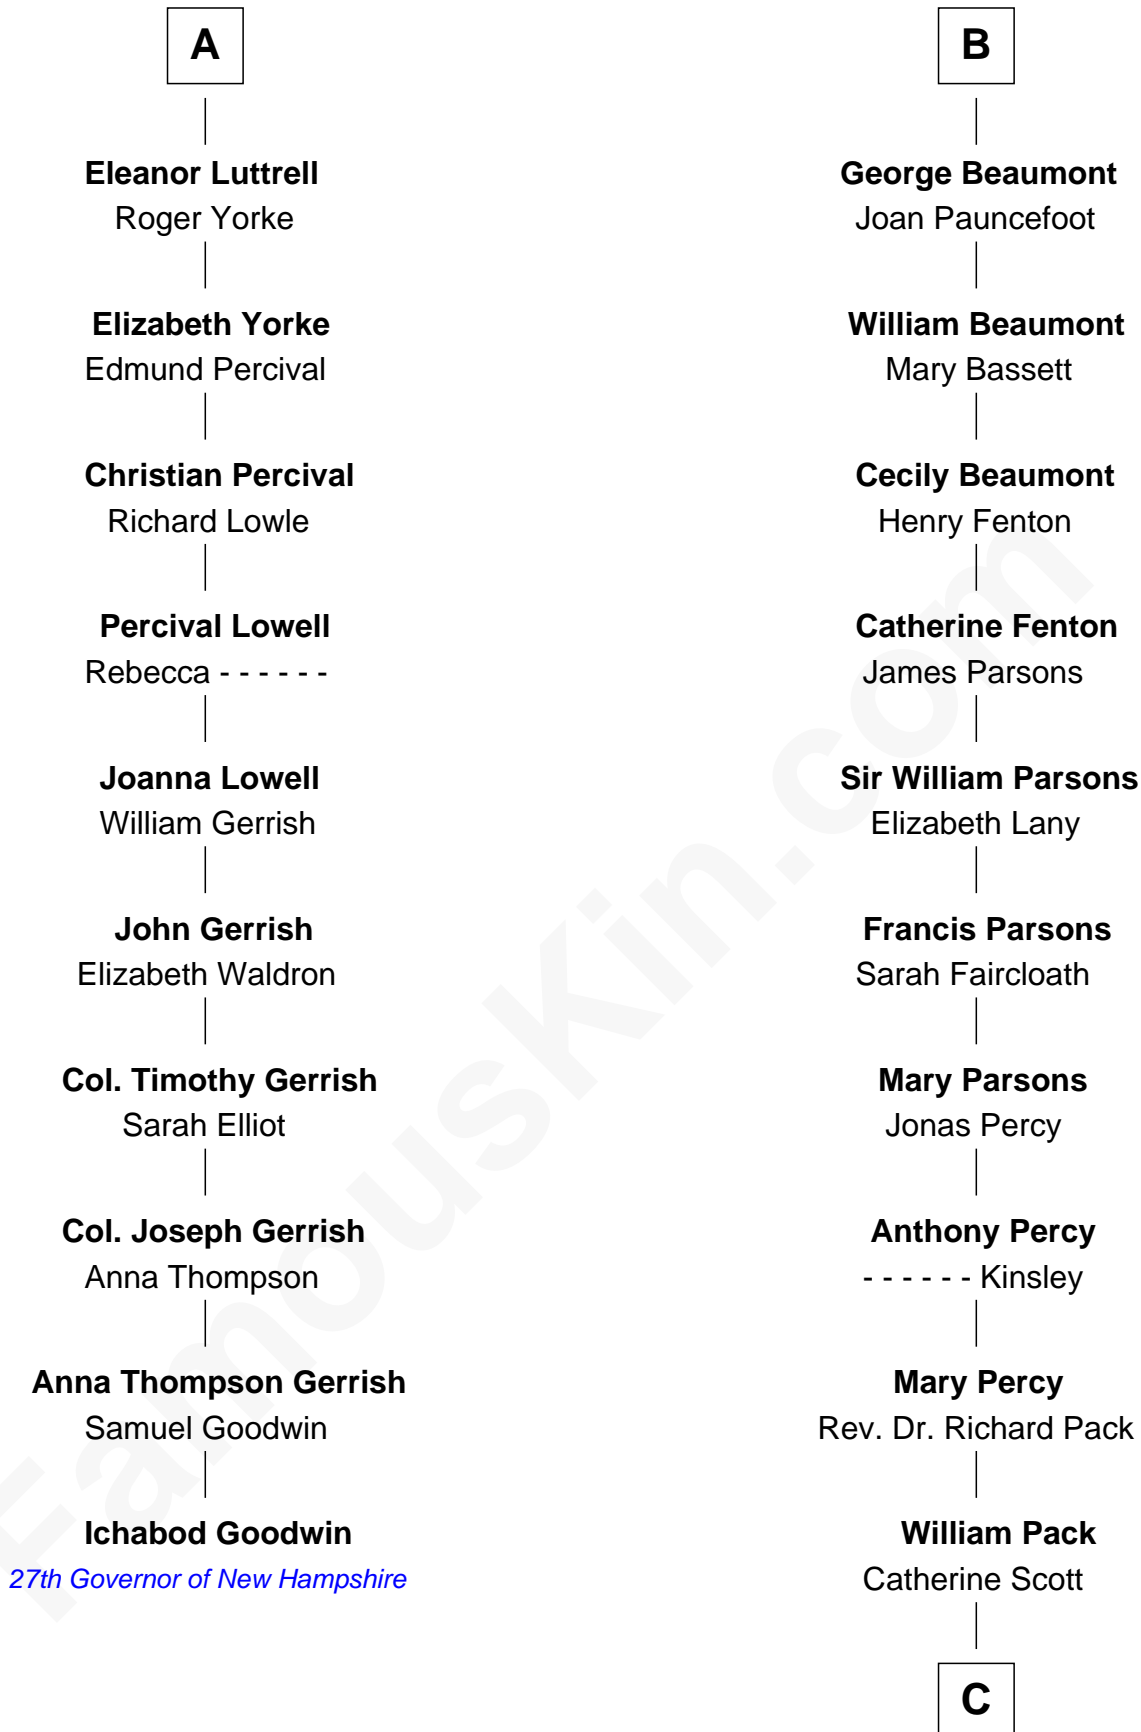 A
Eleanor Luttrell
Roger Yorke
Elizabeth Yorke
Edmund Percival
Christian Percival
Richard Lowle
Percival Lowell
Rebecca - - - - - -
Joanna Lowell
William Gerrish
John Gerrish
Elizabeth Waldron
Col. Timothy Gerrish
Sarah Elliot
Col. Joseph Gerrish
Anna Thompson
Anna Thompson Gerrish
Samuel Goodwin
Ichabod Goodwin
27th Governor of New Hampshire
B
George Beaumont
Joan Pauncefoot
William Beaumont
Mary Bassett
Cecily Beaumont
Henry Fenton
Catherine Fenton
James Parsons
Sir William Parsons
Elizabeth Lany
Francis Parsons
Sarah Faircloath
Mary Parsons
Jonas Percy
Anthony Percy
- - - - - - Kinsley
Mary Percy
Rev. Dr. Richard Pack
William Pack
Catherine Scott
C
FamousKin.com